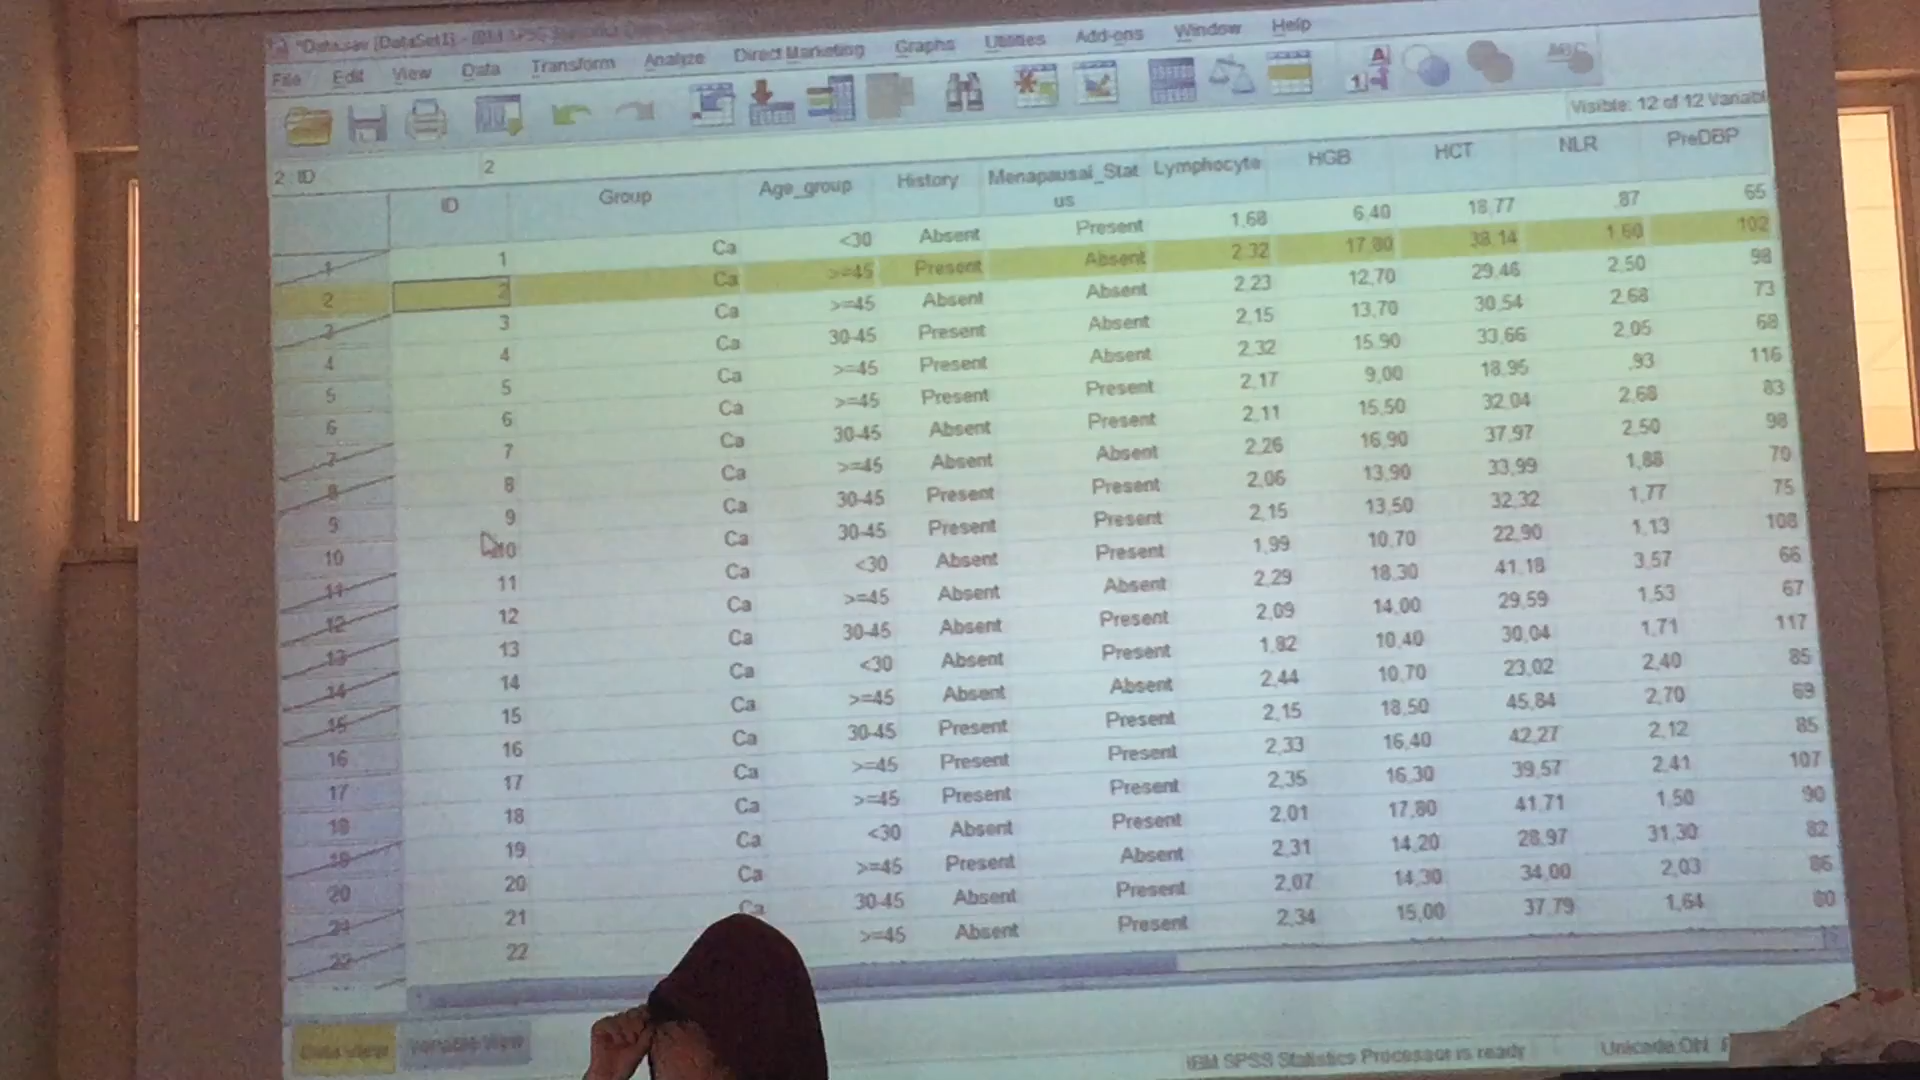 *Data.sav [DataSet1] - IBM SPSS Statistics
File Edit View Data Transform Analyze Direct Marketing Graphs Utilities Add-ons Window Help
Visible: 12 of 12 Variabl
2 : ID 2
ID Group Age_group History Menapausal_Status Lymphocyte HGB HCT NLR PreDBP
1 1 Ca <30 Absent Present 1,68 6,40 18,77 ,87 65
2 2 Ca >=45 Present Absent 2,32 17,80 38,14 1,60 102
3 3 Ca >=45 Absent Absent 2,23 12,70 29,46 2,50 98
4 4 Ca 30-45 Present Absent 2,15 13,70 30,54 2,68 73
5 5 Ca >=45 Present Absent 2,32 15,90 33,66 2,05 68
6 6 Ca >=45 Present Present 2,17 9,00 18,95 ,93 116
7 7 Ca 30-45 Absent Present 2,11 15,50 32,04 2,68 83
8 8 Ca >=45 Absent Absent 2,26 16,90 37,97 2,50 98
9 9 Ca 30-45 Present Present 2,06 13,90 33,99 1,88 70
10 10 Ca 30-45 Present Present 2,15 13,50 32,32 1,77 75
11 11 Ca <30 Absent Present 1,99 10,70 22,90 1,13 108
12 12 Ca >=45 Absent Absent 2,29 18,30 41,18 3,57 66
13 13 Ca 30-45 Absent Present 2,09 14,00 29,59 1,53 67
14 14 Ca <30 Absent Present 1,82 10,40 30,04 1,71 117
15 15 Ca >=45 Absent Absent 2,44 10,70 23,02 2,40 85
16 16 Ca 30-45 Present Present 2,15 18,50 45,84 2,70 69
17 17 Ca >=45 Present Present 2,33 16,40 42,27 2,12 85
18 18 Ca >=45 Present Present 2,35 16,30 39,57 2,41 107
19 19 Ca <30 Absent Present 2,01 17,80 41,71 1,50 90
20 20 Ca >=45 Present Absent 2,31 14,20 28,97 31,30 82
21 21 Ca 30-45 Absent Present 2,07 14,30 34,00 2,03 86
22 22 >=45 Absent Present 2,34 15,00 37,79 1,64 80
Data View Variable View
IBM SPSS Statistics Processor is ready Unicode:ON